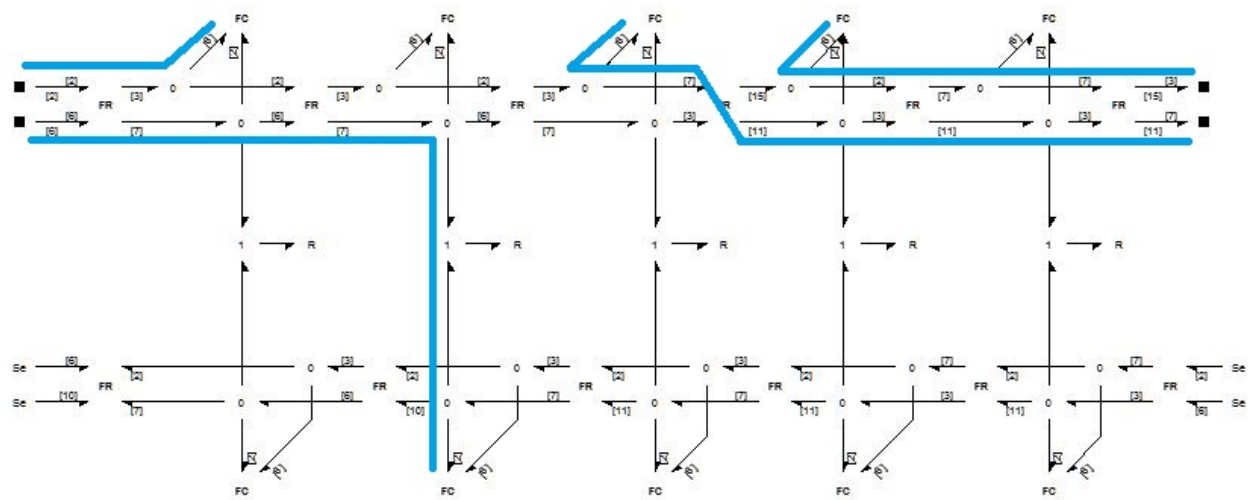 FC FC FC FC FC
[8] [8] [8] [8] [8]
[2] [2] [2] [7] [2] [7] [3]
[2] [3] 0 [3] 0 [3] 0 [15] 0 [7] 0 [15]
FR FR FR R FR FR
[6] 0 [6] 0 [6] 0 [3] 0 [3] 0 [7]
[6] [7] [7] [7] [11] [11] [11]
1 R 1 R 1 R 1 R 1 R
Se [6] 0 [3] 0 [3] 0 [3] 0 [7] 0 [7] Se
[2] [2] [2] [2] [2] [2]
FR FR FR FR FR FR
Se [10] 0 [6] 0 [7] 0 [7] 0 [3] 0 [3] Se
[7] [10] [11] [11] [11] [6]
[8] [8] [8] [8] [8]
FC FC FC FC FC